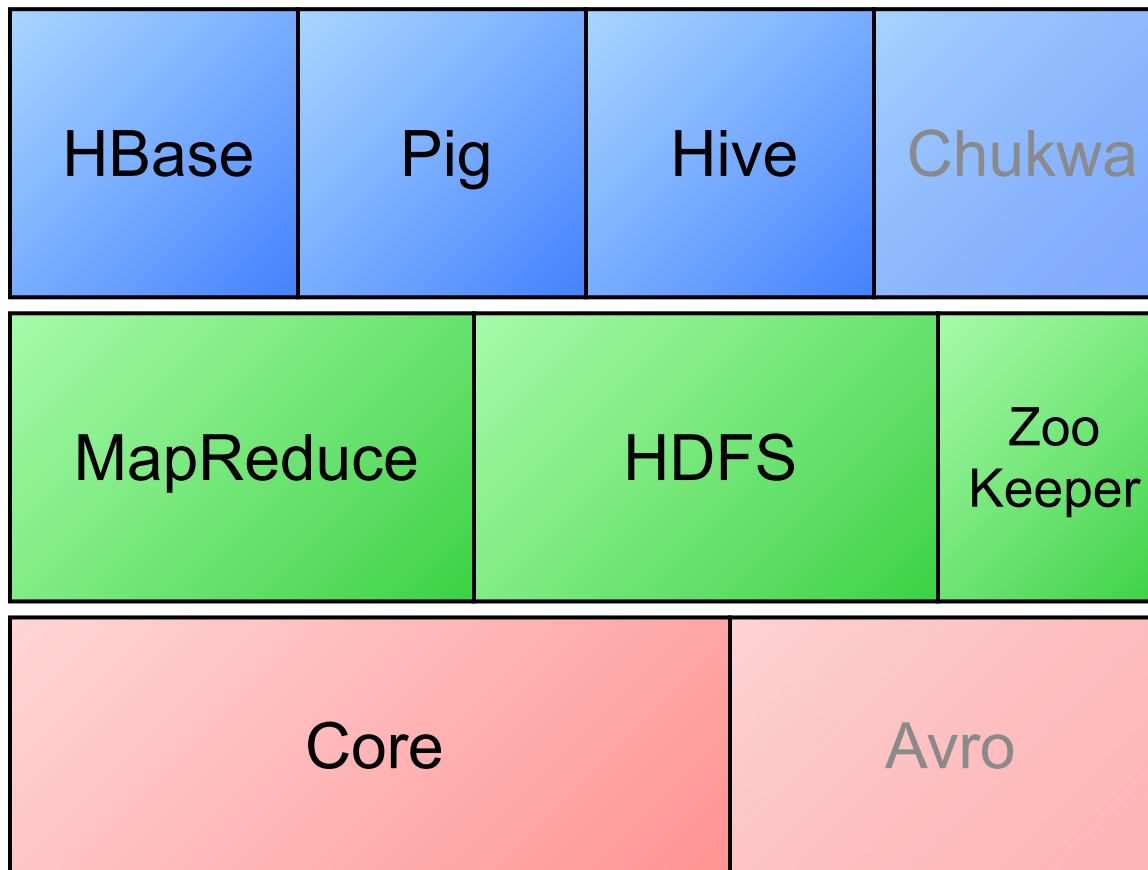 HBase
Pig
Hive
Chukwa
MapReduce
HDFS
Zoo
Keeper
Core
Avro